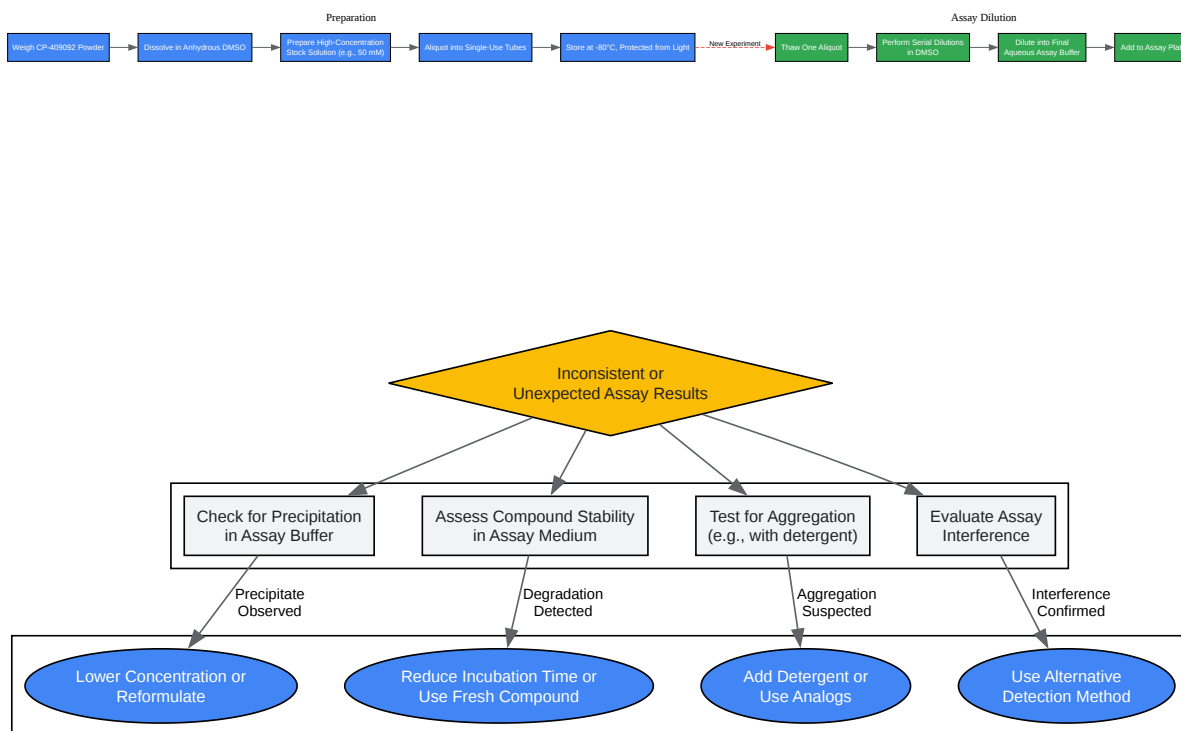 Preparation
Assay Dilution
Weigh CP-409092 Powder
Dissolve in Anhydrous DMSO
Prepare High-Concentration
Stock Solution (e.g., 50 mM)
Aliquot into Single-Use Tubes
Store at -80°C, Protected from Light
New Experiment
Thaw One Aliquot
Perform Serial Dilutions
in DMSO
Dilute into Final
Aqueous Assay Buffer
Add to Assay Plat
Inconsistent or
Unexpected Assay Results
Check for Precipitation
in Assay Buffer
Assess Compound Stability
in Assay Medium
Test for Aggregation
(e.g., with detergent)
Evaluate Assay
Interference
Precipitate
Observed
Degradation
Detected
Aggregation
Suspected
Interference
Confirmed
Lower Concentration or
Reformulate
Reduce Incubation Time or
Use Fresh Compound
Add Detergent or
Use Analogs
Use Alternative
Detection Method